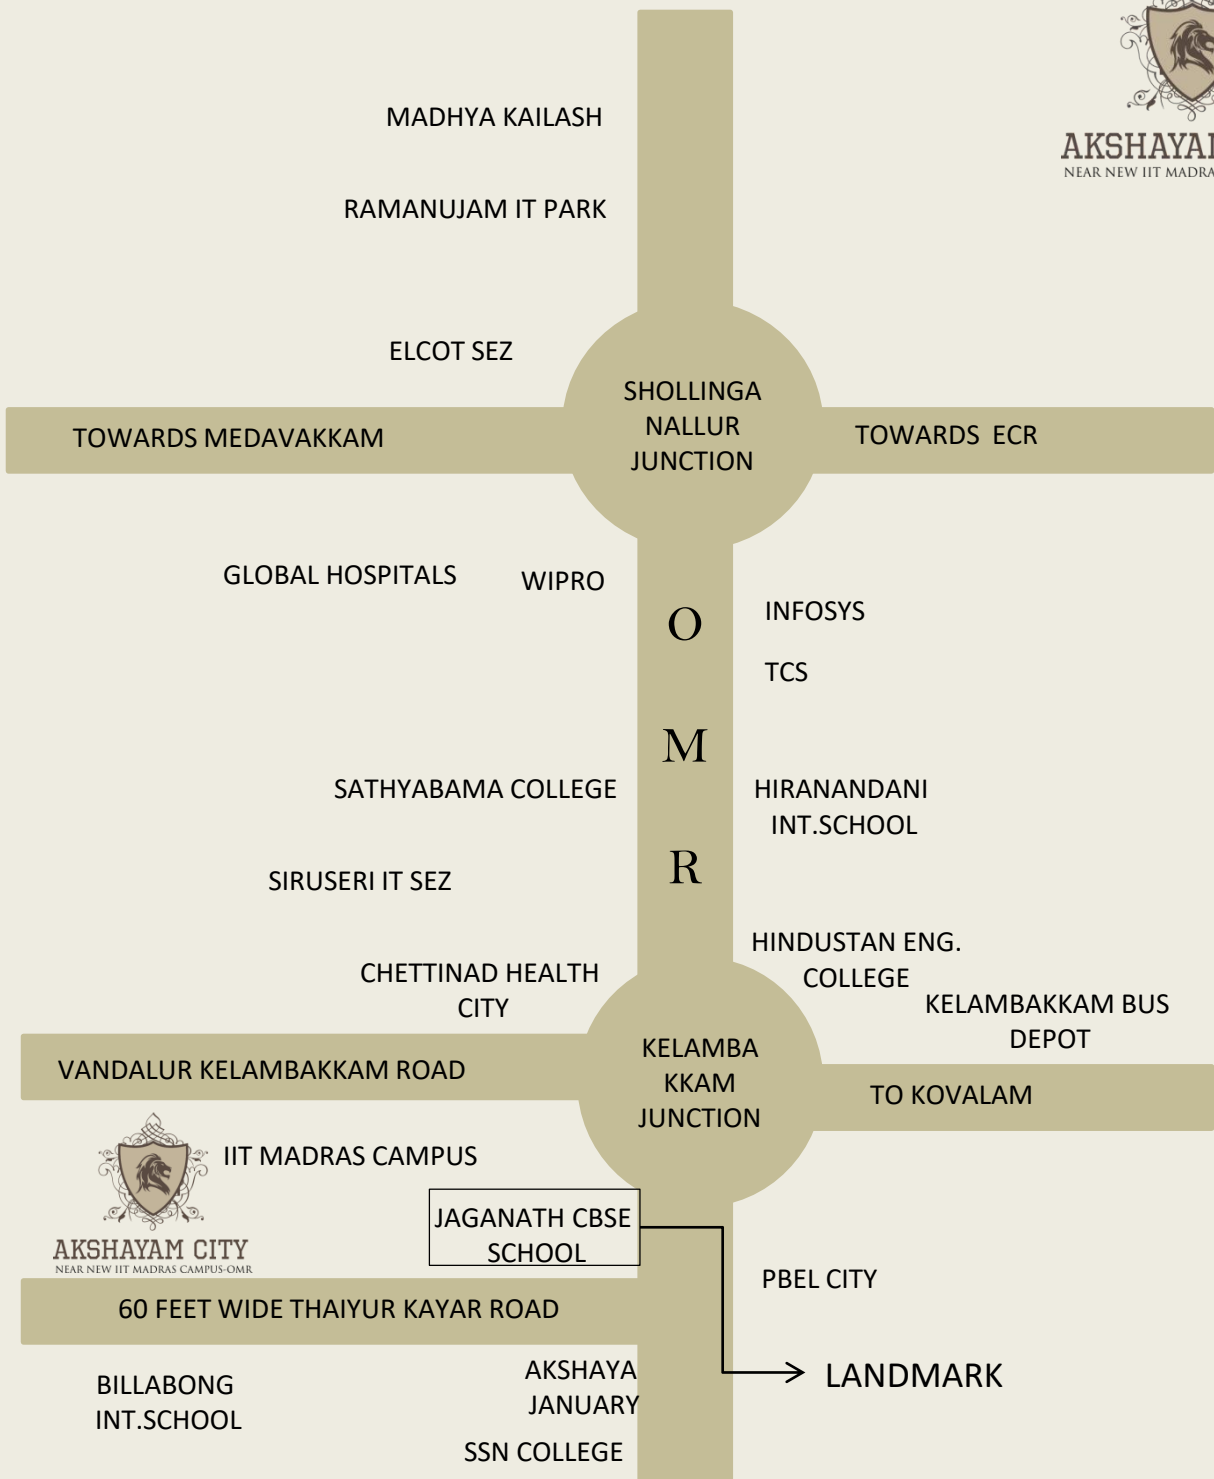 MADHYA KAILASH
NEAR NEW IIT
RAMANUJAM IT PARK
ELCOT SEZ
SHOLLINGA
NALLUR
JUNCTION
TOWARDS MEDAVAKKAM
TOWARDS ECR
GLOBAL HOSPITALS
WIPRO
INFOSYS
TCS
O
M
R
SATHYABAMA COLLEGE
HIRANANDANI
INT.SCHOOL
SIRUSERI IT SEZ
HINDUSTAN ENG.
COLLEGE
CHETTINAD HEALTH
CITY
KELAMBAKKAM BUS
DEPOT
VANDALUR KELAMBAKKAM ROAD
KELAMBA
KKAM
JUNCTION
TO KOVALAM
IIT MADRAS CAMPUS
AKSHAYAM CITY
NEAR NEW IIT MADRAS CAMPUS-OMR
JAGANATH CBSE
SCHOOL
PBEL CITY
60 FEET WIDE THAIYUR KAYAR ROAD
LANDMARK
BILLABONG
INT.SCHOOL
AKSHAYA
JANUARY
SSN COLLEGE